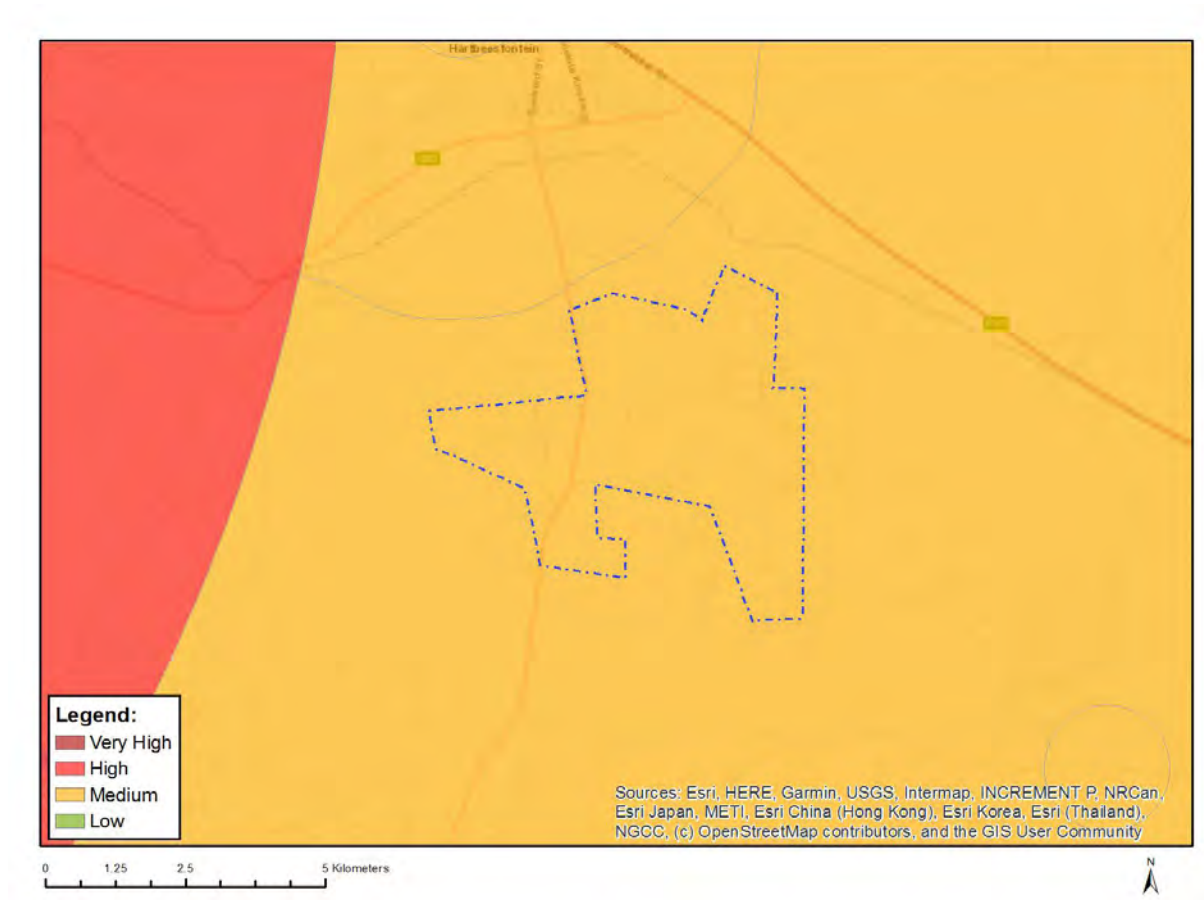 Hartbeesfontein
Legend:
Very High
High
Medium
Low
Sources: Esri, HERE, Garmin, USGS, Intermap, INCREMENT P, NRCan,
Esri Japan, METI, Esri China (Hong Kong), Esri Korea, Esri (Thailand),
NGCC, (c) OpenStreetMap contributors, and the GIS User Community
0 1.25 2.5 5 Kilometers
N